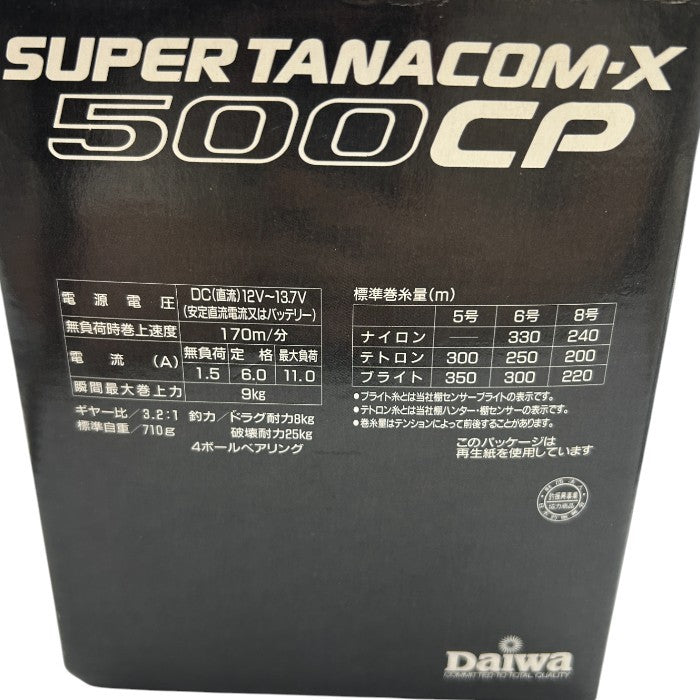 SUPER TANACOM·X
500CP
電源電圧 DC(直流)12V〜13.7V
(安定直流電流又はバッテリー)
無負荷時巻上速度 170m/分
電流(A) 無負荷 定格 最大負荷
1.5 6.0 11.0
瞬間最大巻上力 9kg
ギヤー比/3.2:1 釣力/ドラグ耐力8kg
標準自重/710g 破壊耐力25kg
4ボールベアリング
標準巻糸量(m)
5号 6号 8号
ナイロン — 330 240
テトロン 300 250 200
ブライト 350 300 220
●ブライト糸とは当社棚センサーブライトの表示です。
●テトロン糸とは当社棚ハンター・棚センサーの表示です。
●巻糸量はテンションによって前後することがあります。
このパッケージは
再生紙を使用しています
釣振興事業
協力商品
Daiwa
COMMITTED TO TOTAL QUALITY